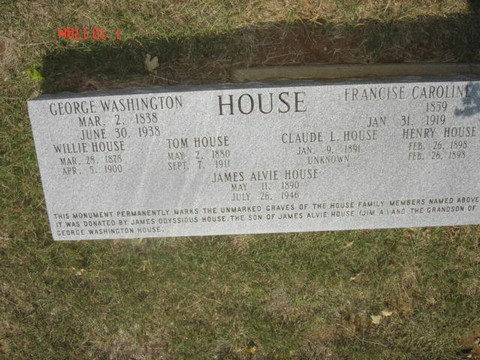 GEORGE WASHINGTON
MAR. 2, 1838
JUNE 30, 1938
HOUSE
FRANCISE CAROLINE
1859
JAN 31, 1919
WILLIE HOUSE
MAR. 28, 1878
APR. 5, 1900
TOM HOUSE
MAY 2, 1880
SEPT. 7, 1911
CLAUDE L. HOUSE
JAN. 9, 1891
UNKNOWN
HENRY HOUSE
FEB. 26, 1898
FEB. 26, 1898
JAMES ALVIE HOUSE
MAY 11, 1890
JULY 26, 1946
THIS MONUMENT PERMANENTLY MARKS THE UNMARKED GRAVES OF THE HOUSE FAMILY MEMBERS NAMED ABOVE
IT WAS DONATED BY JAMES ODYSSIOUS HOUSE, THE SON OF JAMES ALVIE HOUSE (JIM A.) AND THE GRANDSON OF
GEORGE WASHINGTON HOUSE.